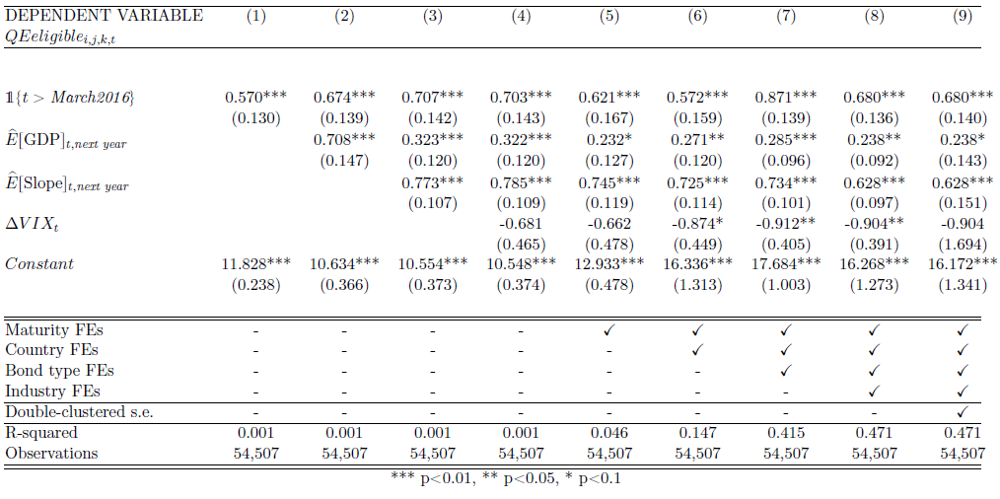 DEPENDENT VARIABLE (1) (2) (3) (4) (5) (6) (7) (8) (9)
QEeligible_{i,j,k,t}
𝟙{t > March2016} 0.570*** 0.674*** 0.707*** 0.703*** 0.621*** 0.572*** 0.871*** 0.680*** 0.680***
(0.130) (0.139) (0.142) (0.143) (0.167) (0.159) (0.139) (0.136) (0.140)
Ê[GDP]_{t,next year} 0.708*** 0.323*** 0.322*** 0.232* 0.271** 0.285*** 0.238** 0.238*
(0.147) (0.120) (0.120) (0.127) (0.120) (0.096) (0.092) (0.143)
Ê[Slope]_{t,next year} 0.773*** 0.785*** 0.745*** 0.725*** 0.734*** 0.628*** 0.628***
(0.107) (0.109) (0.119) (0.114) (0.101) (0.097) (0.151)
ΔVIX_t -0.681 -0.662 -0.874* -0.912** -0.904** -0.904
(0.465) (0.478) (0.449) (0.405) (0.391) (1.694)
Constant 11.828*** 10.634*** 10.554*** 10.548*** 12.933*** 16.336*** 17.684*** 16.268*** 16.172***
(0.238) (0.366) (0.373) (0.374) (0.478) (1.313) (1.003) (1.273) (1.341)
Maturity FEs - - - - ✓ ✓ ✓ ✓ ✓
Country FEs - - - - - ✓ ✓ ✓ ✓
Bond type FEs - - - - - - ✓ ✓ ✓
Industry FEs - - - - - - - ✓ ✓
Double-clustered s.e. - - - - - - - - ✓
R-squared 0.001 0.001 0.001 0.001 0.046 0.147 0.415 0.471 0.471
Observations 54,507 54,507 54,507 54,507 54,507 54,507 54,507 54,507 54,507
*** p<0.01, ** p<0.05, * p<0.1